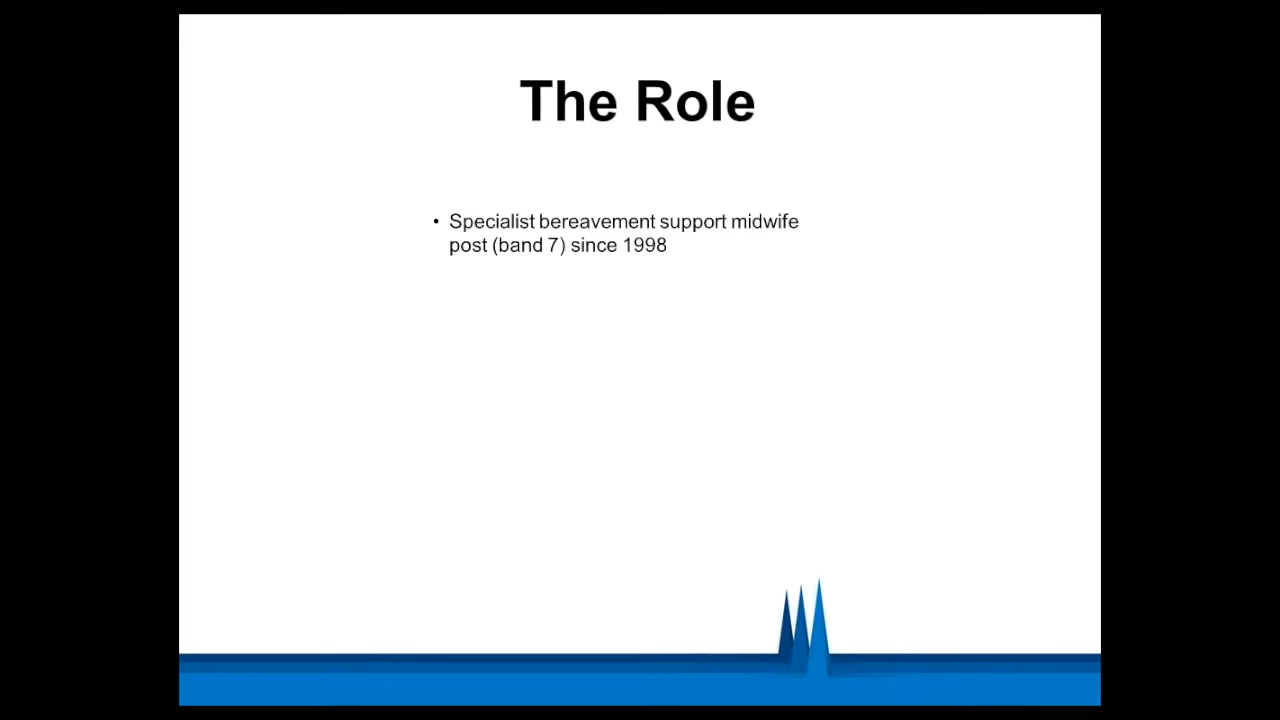 The Role
• Specialist bereavement support midwife
post (band 7) since 1998